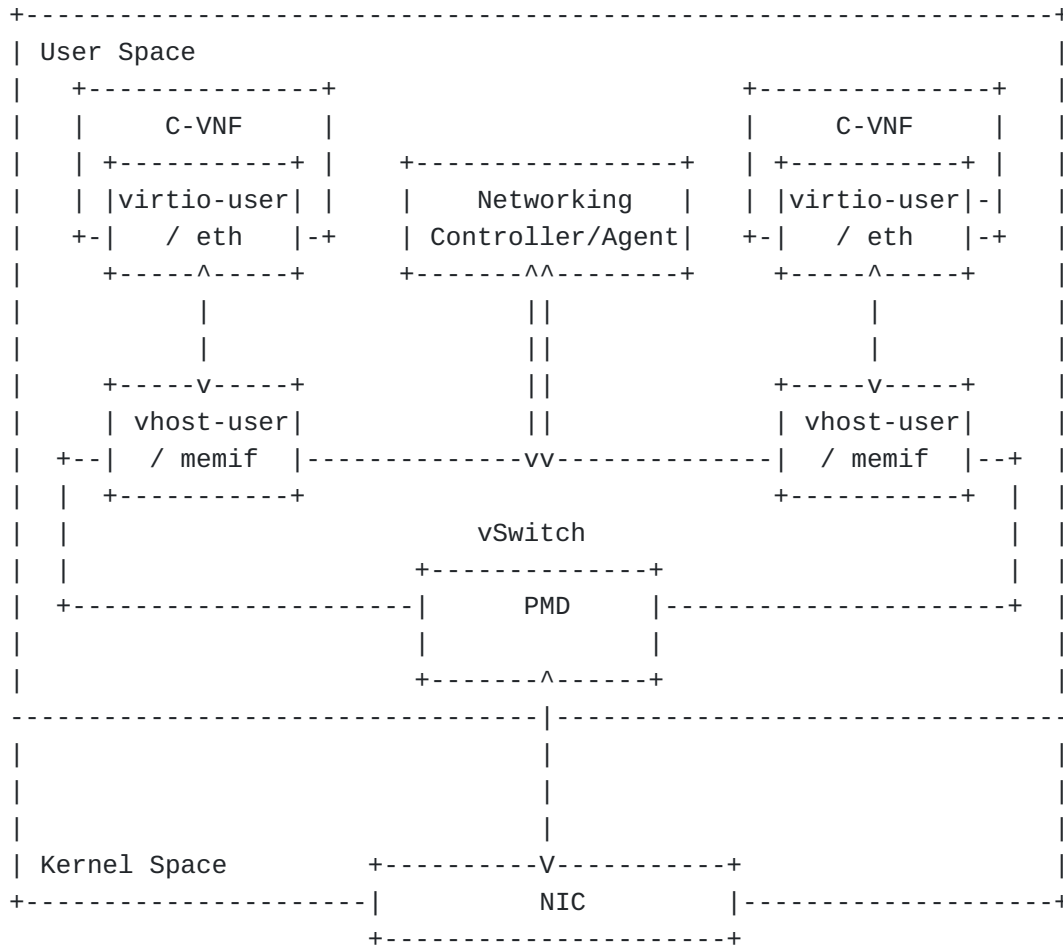 User Space
C-VNF C-VNF
virtio-user Networking virtio-user
/ eth Controller/Agent / eth
vhost-user vhost-user
/ memif / memif
vSwitch
PMD
Kernel Space
NIC